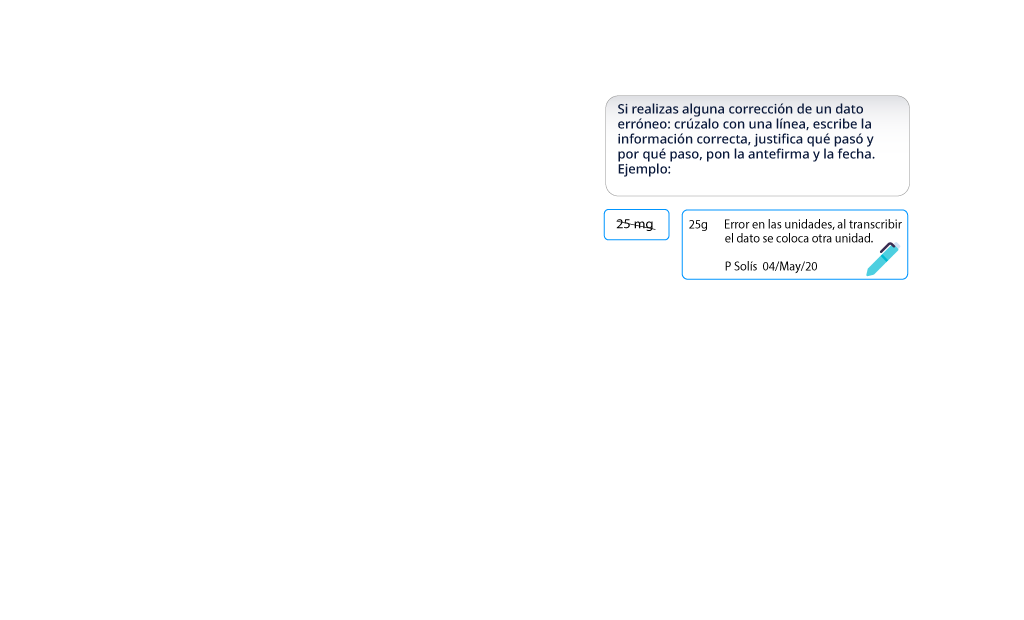 Si realizas alguna corrección de un dato
erróneo: crúzalo con una línea, escribe la
información correcta, justifica qué pasó y
por qué paso, pon la antefirma y la fecha.
Ejemplo:
25 mg
25g Error en las unidades, al transcribir
el dato se coloca otra unidad.
P Solís 04/May/20